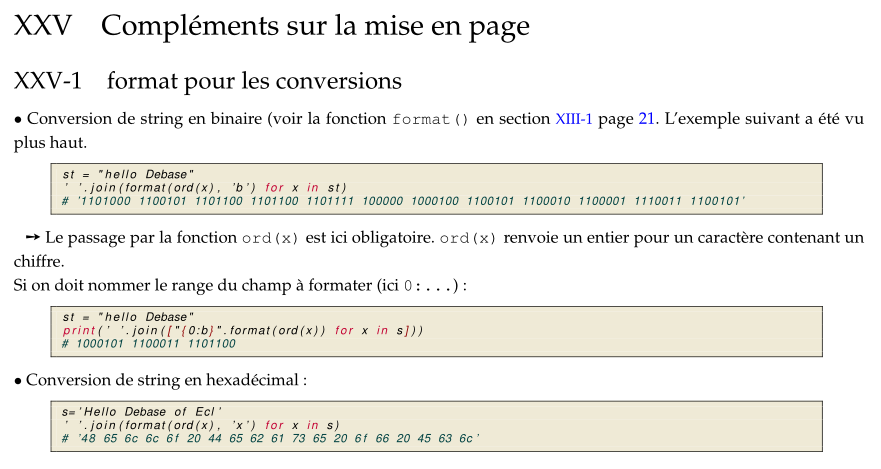 XXV Compléments sur la mise en page
XXV-1 format pour les conversions
• Conversion de string en binaire (voir la fonction format() en section XIII-1 page 21. L'exemple suivant a été vu
plus haut.
st = "hello Debase"
' '.join(format(ord(x), 'b') for x in st)
# '1101000 1100101 1101100 1101100 1101111 100000 1000100 1100101 1100010 1100001 1110011 1100101'
➙ Le passage par la fonction ord(x) est ici obligatoire. ord(x) renvoie un entier pour un caractère contenant un
chiffre.
Si on doit nommer le range du champ à formater (ici 0:...) :
st = "hello Debase"
print(' '.join(["{0:b}".format(ord(x)) for x in s]))
# 1000101 1100011 1101100
• Conversion de string en hexadécimal :
s='Hello Debase of Ecl'
' '.join(format(ord(x), 'x') for x in s)
# '48 65 6c 6c 6f 20 44 65 62 61 73 65 20 6f 66 20 45 63 6c'